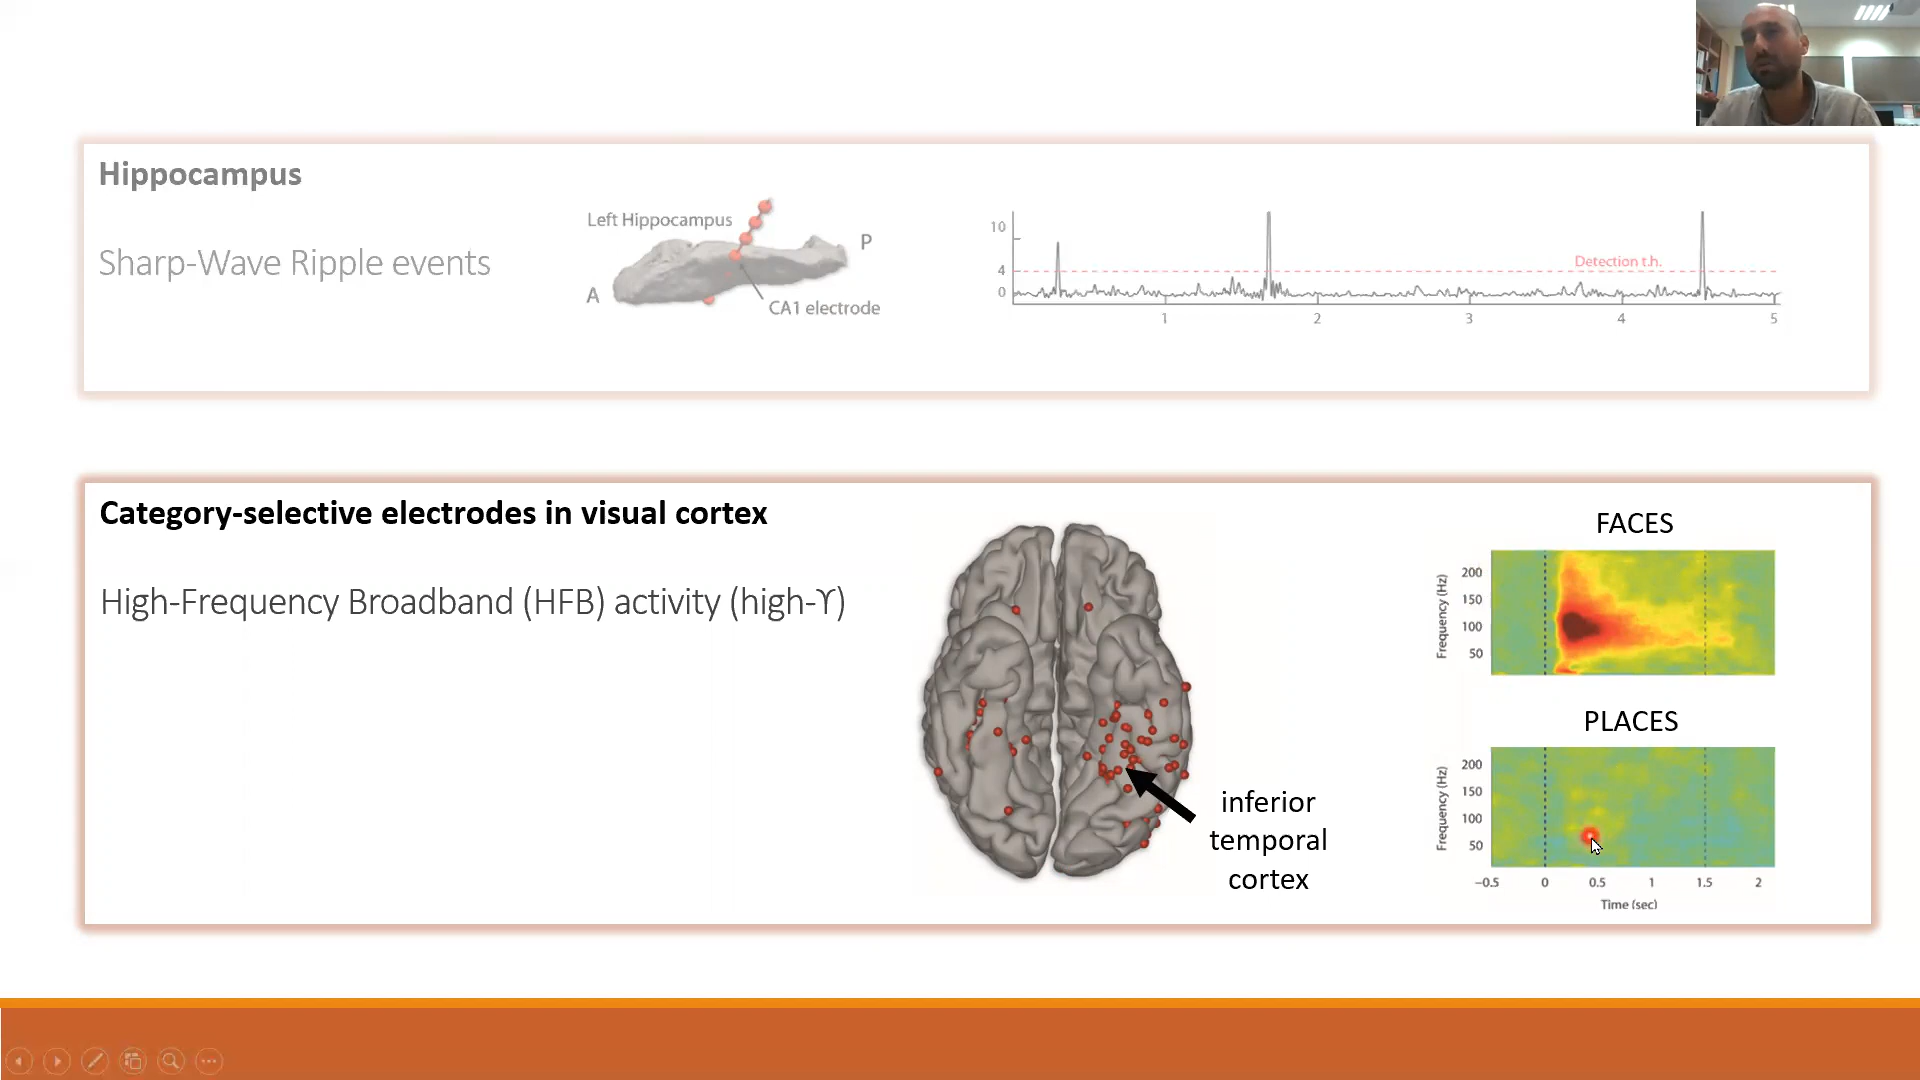 Hippocampus
Sharp-Wave Ripple events
Left Hippocampus
P
A
CA1 electrode
10
4
0
Detection t.h.
1 2 3 4 5
Category-selective electrodes in visual cortex
High-Frequency Broadband (HFB) activity (high-ϒ)
inferior
temporal
cortex
FACES
Frequency (Hz)
200
150
100
50
PLACES
Frequency (Hz)
200
150
100
50
−0.5 0 0.5 1 1.5 2
Time (sec)